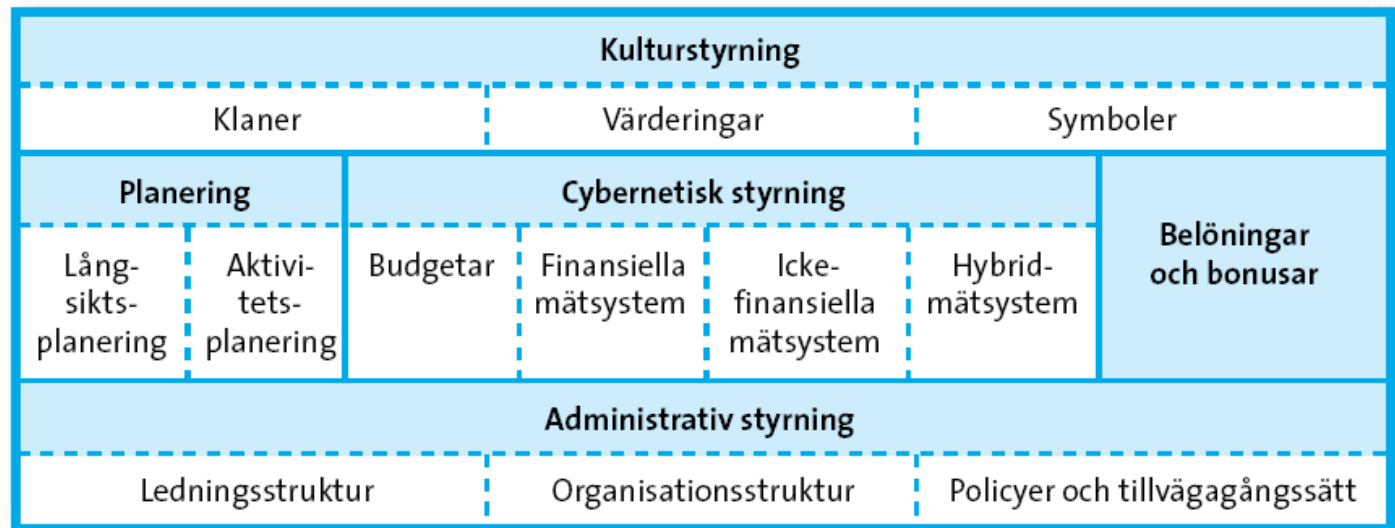 Kulturstyrning
Klaner Värderingar Symboler
Planering Cybernetisk styrning
Lång-
sikts-
planering
Aktivi-
tets-
planering
Budgetar
Finansiella
mätsystem
Icke-
finansiella
mätsystem
Hybrid-
mätsystem
Belöningar
och bonusar
Administrativ styrning
Ledningsstruktur Organisationsstruktur Policyer och tillvägagångssätt